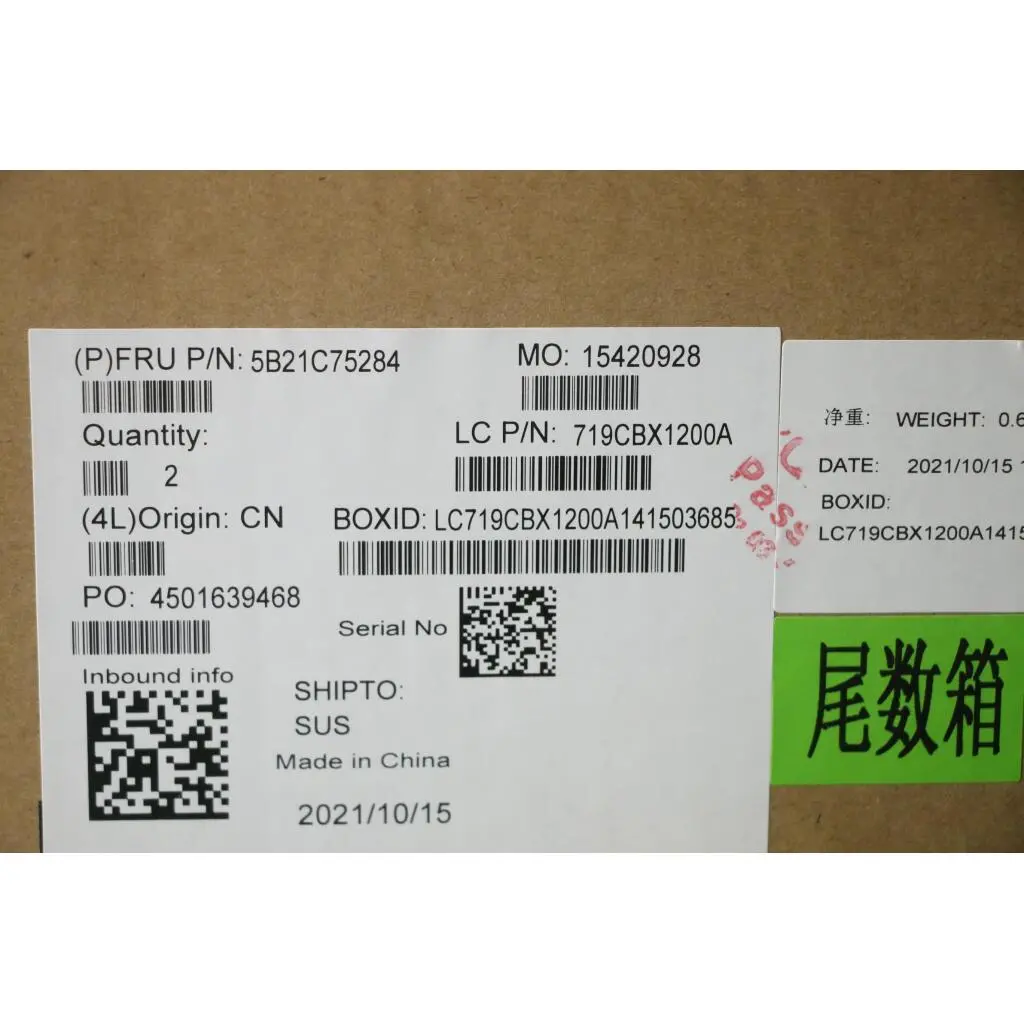 (P)FRU P/N: 5B21C75284
MO: 15420928
Quantity:
2
LC P/N: 719CBX1200A
(4L)Origin: CN
BOXID: LC719CBX1200A141503685
PO: 4501639468
Serial No
Inbound info
SHIPTO:
SUS
Made in China
2021/10/15
Pass
净重: WEIGHT: 0.6
DATE: 2021/10/15 1
BOXID:
LC719CBX1200A1415
尾数箱